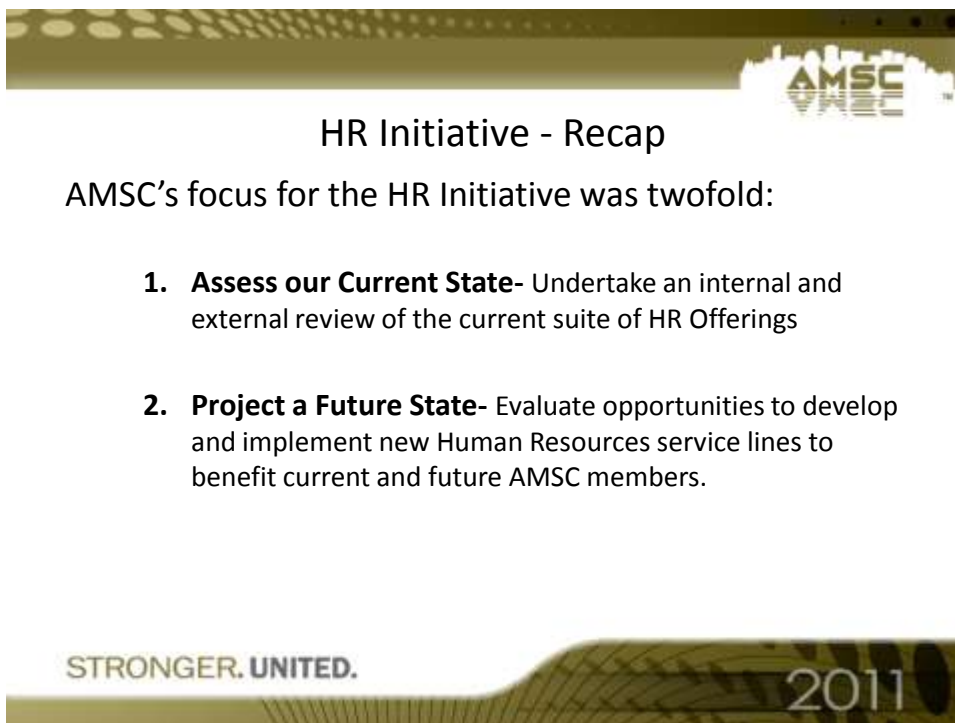 AMSC
TM
HR Initiative - Recap
AMSC’s focus for the HR Initiative was twofold:
1. Assess our Current State- Undertake an internal and
external review of the current suite of HR Offerings
2. Project a Future State- Evaluate opportunities to develop
and implement new Human Resources service lines to
benefit current and future AMSC members.
STRONGER. UNITED.
2011